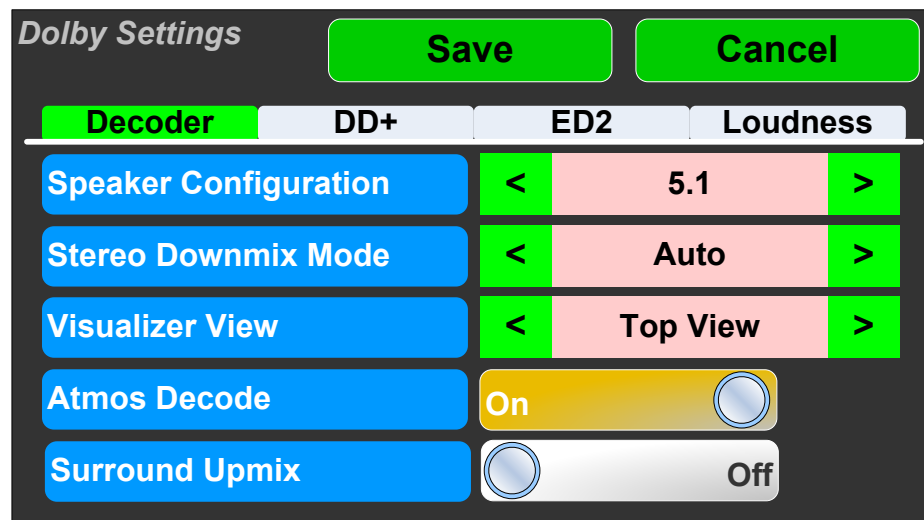 Dolby Settings Save Cancel
Decoder DD+ ED2 Loudness
Speaker Configuration < 5.1 >
Stereo Downmix Mode < Auto >
Visualizer View < Top View >
Atmos Decode On
Surround Upmix Off